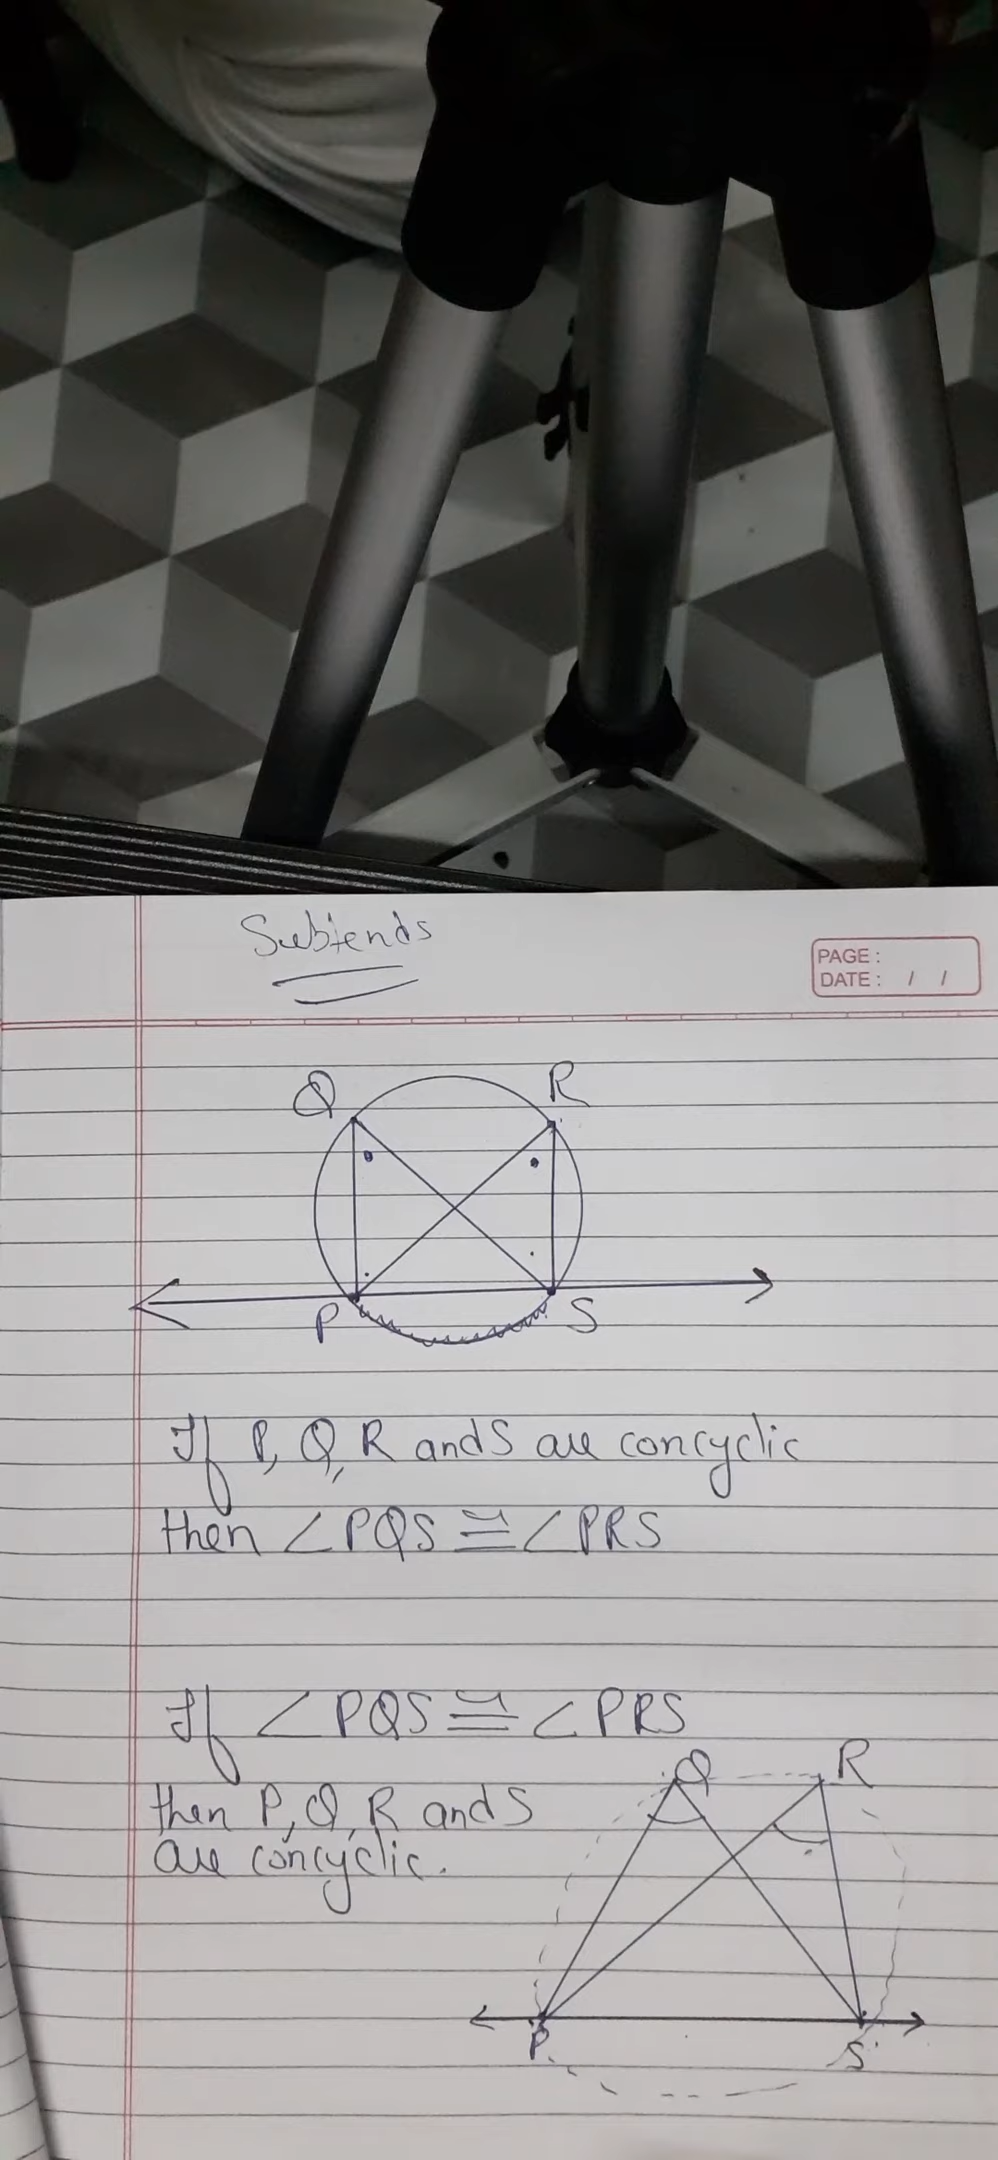 Subtends
PAGE :
DATE : / /
Q
R
P
S
If P, Q, R and S are concyclic
then ∠PQS ≅ ∠PRS
If ∠PQS ≅ ∠PRS
Q
R
then P, Q, R and S
are concyclic.
P
S